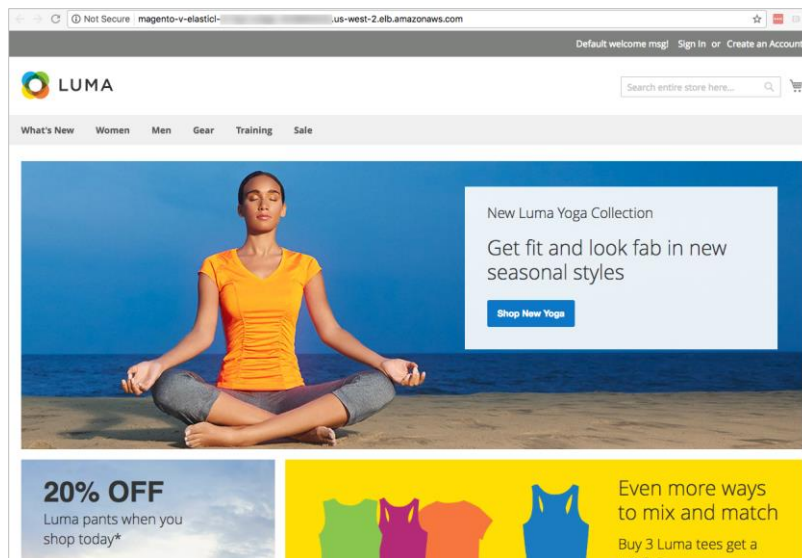 Not Secure magento-v-elasticl- .us-west-2.elb.amazonaws.com
Default welcome msg! Sign In or Create an Account
LUMA
Search entire store here...
What's New Women Men Gear Training Sale
New Luma Yoga Collection
Get fit and look fab in new
seasonal styles
Shop New Yoga
20% OFF
Luma pants when you
shop today*
Even more ways
to mix and match
Buy 3 Luma tees get a